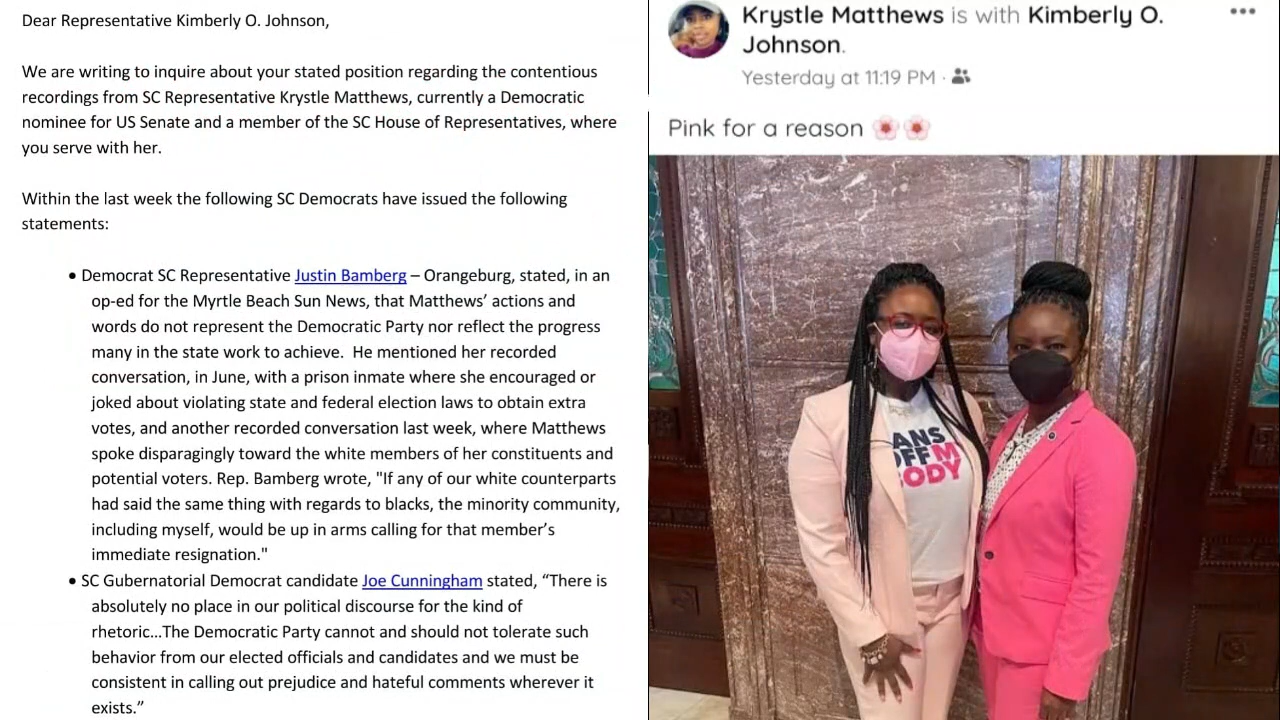 Dear Representative Kimberly O. Johnson,
We are writing to inquire about your stated position regarding the contentious
recordings from SC Representative Krystle Matthews, currently a Democratic
nominee for US Senate and a member of the SC House of Representatives, where
you serve with her.
Within the last week the following SC Democrats have issued the following
statements:
• Democrat SC Representative Justin Bamberg – Orangeburg, stated, in an
op-ed for the Myrtle Beach Sun News, that Matthews’ actions and
words do not represent the Democratic Party nor reflect the progress
many in the state work to achieve.  He mentioned her recorded
conversation, in June, with a prison inmate where she encouraged or
joked about violating state and federal election laws to obtain extra
votes, and another recorded conversation last week, where Matthews
spoke disparagingly toward the white members of her constituents and
potential voters. Rep. Bamberg wrote, "If any of our white counterparts
had said the same thing with regards to blacks, the minority community,
including myself, would be up in arms calling for that member’s
immediate resignation."
• SC Gubernatorial Democrat candidate Joe Cunningham stated, “There is
absolutely no place in our political discourse for the kind of
rhetoric...The Democratic Party cannot and should not tolerate such
behavior from our elected officials and candidates and we must be
consistent in calling out prejudice and hateful comments wherever it
exists.”
Krystle Matthews is with Kimberly O.
Johnson.
Yesterday at 11:19 PM ·
Pink for a reason 🌸🌸
ANS
OFF M
BODY